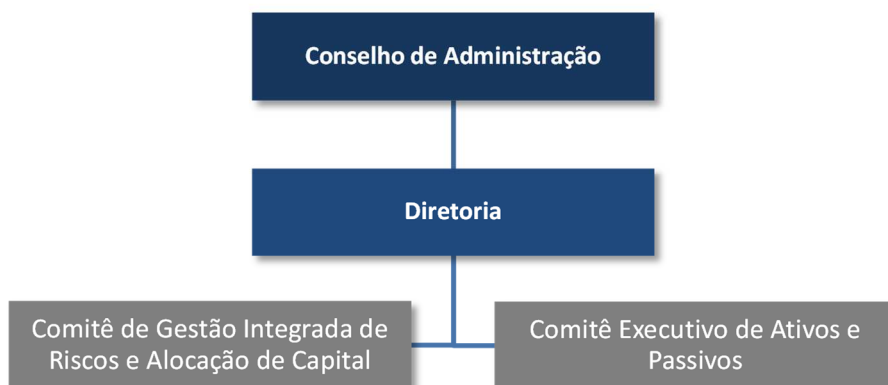 Conselho de Administração
Diretoria
Comitê de Gestão Integrada de
Riscos e Alocação de Capital
Comitê Executivo de Ativos e
Passivos